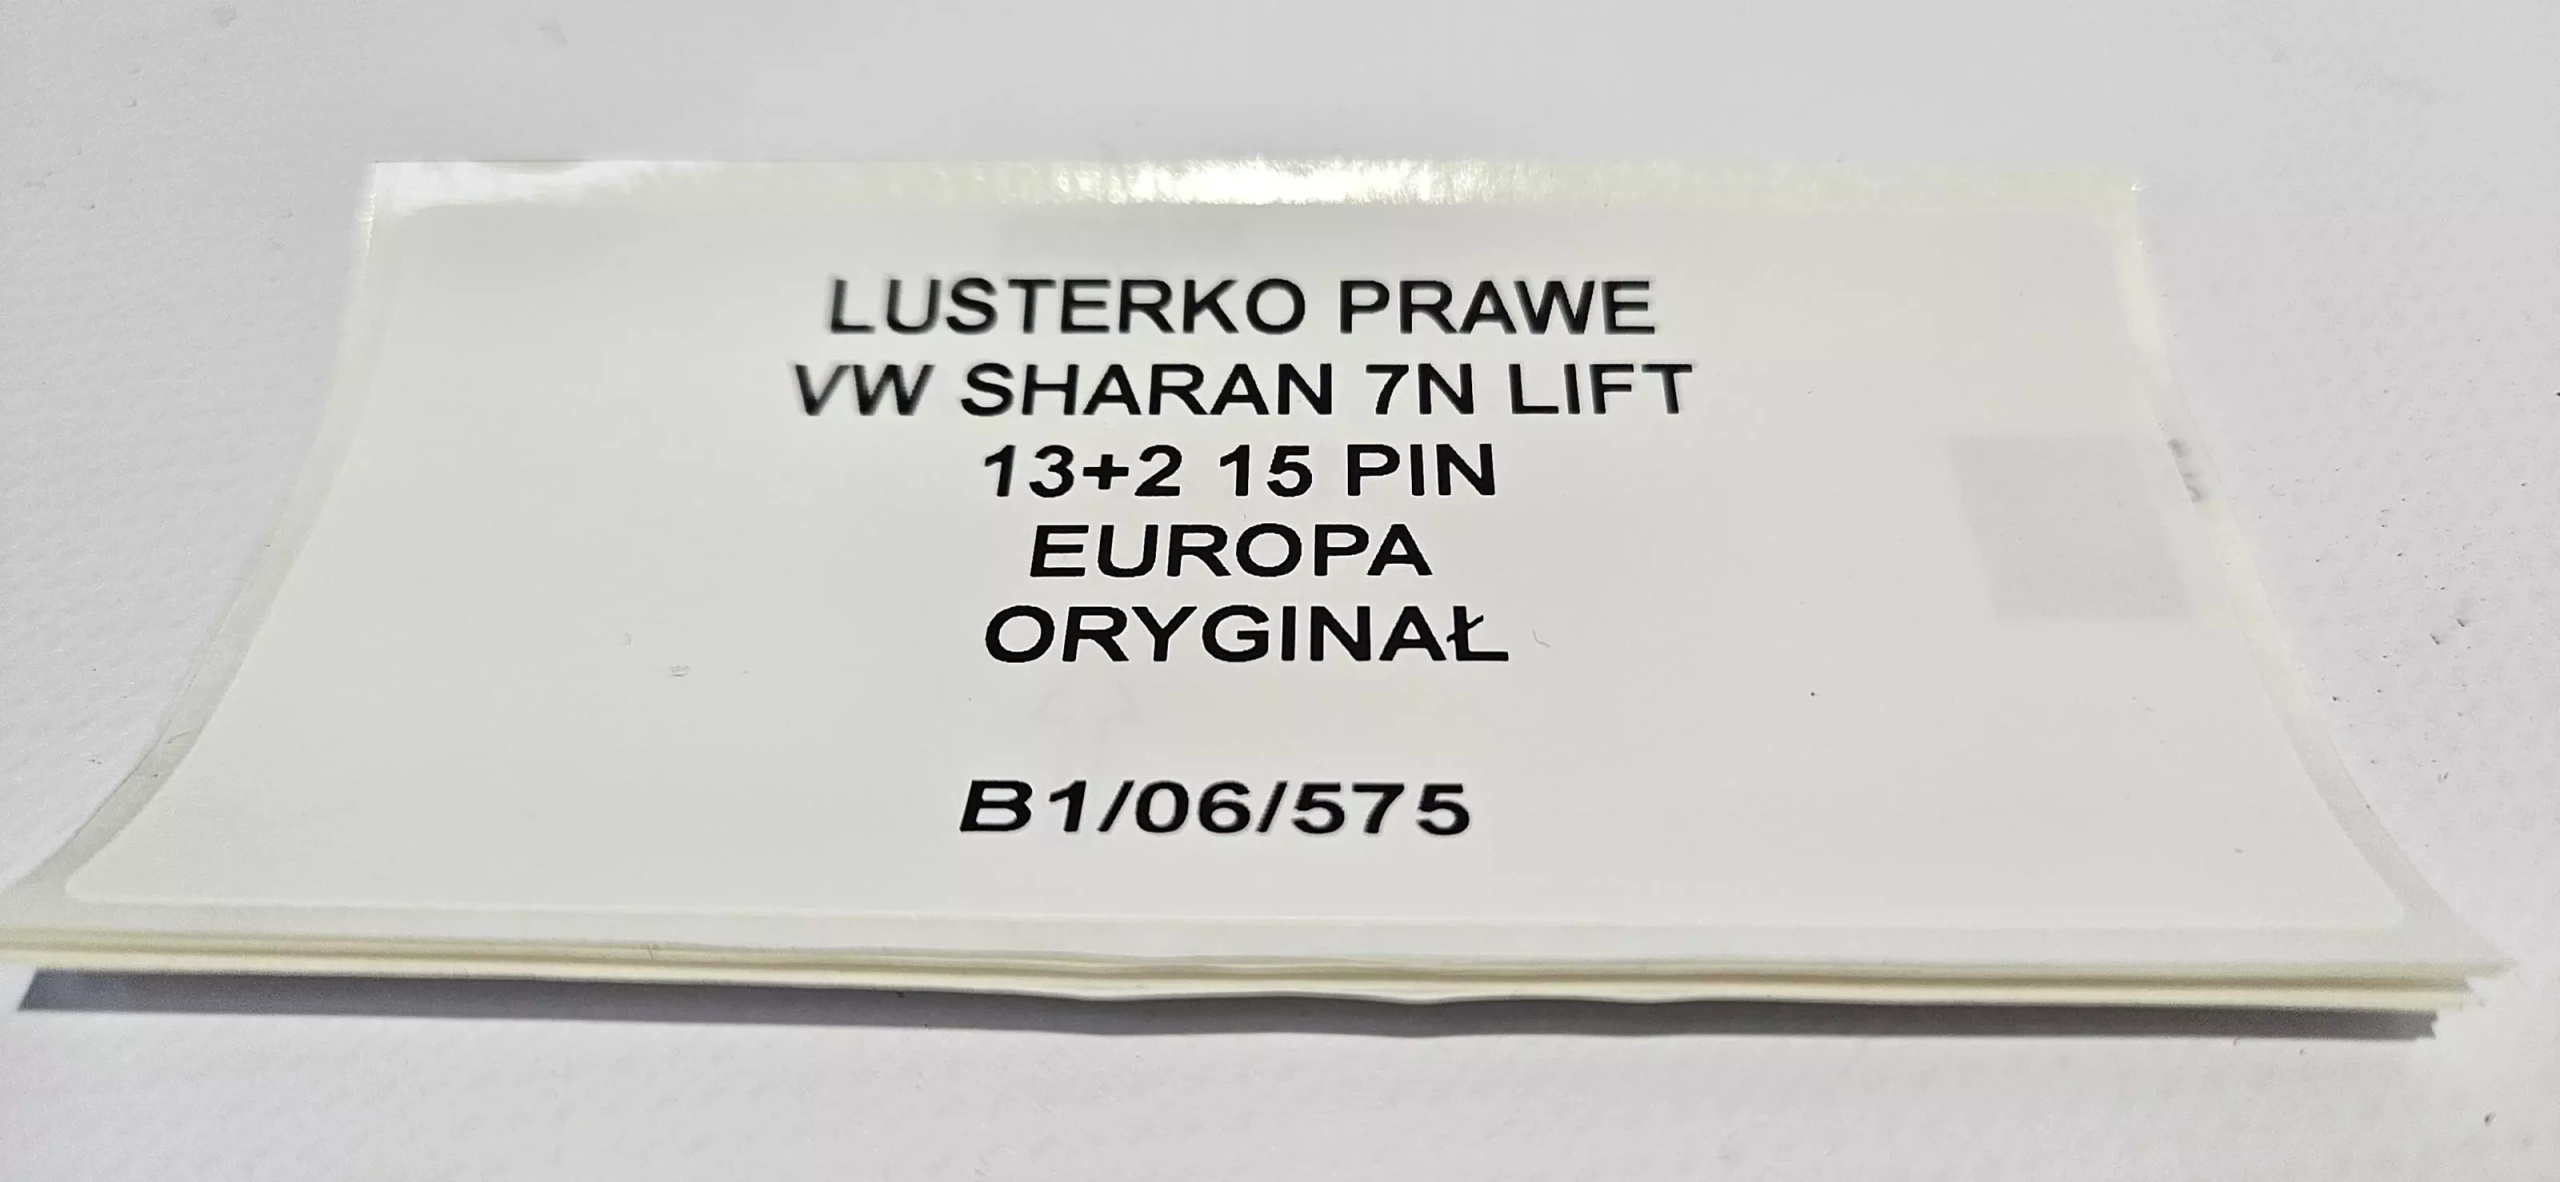 LUSTERKO PRAWE
VW SHARAN 7N LIFT
13+2 15 PIN
EUROPA
ORYGINAŁ
B1/06/575